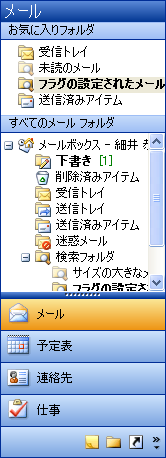 メール
お気に入りフォルダ
受信トレイ
未読のメール
フラグの設定されたメール
送信済みアイテム
すべてのメール フォルダ
メールボックス - 細井
下書き [1]
削除済みアイテム
受信トレイ
送信トレイ
送信済みアイテム
迷惑メール
検索フォルダ
サイズの大きなメ
フラグの設定さ
メール
予定表
連絡先
仕事